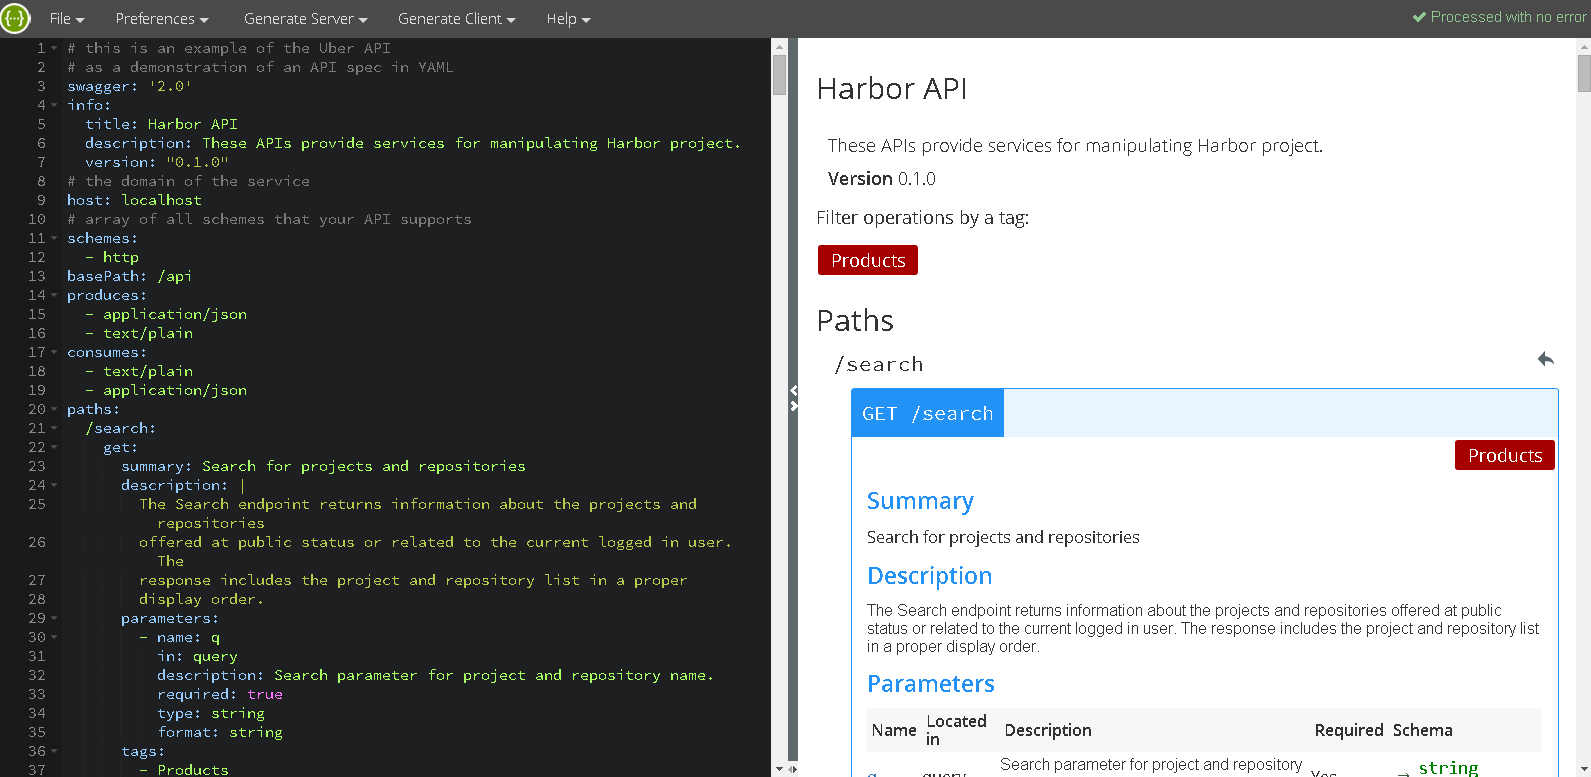 File Preferences Generate Server Generate Client Help Processed with no error
1 # this is an example of the Uber API
2 # as a demonstration of an API spec in YAML
3 swagger: '2.0'
4 info:
5 title: Harbor API
6 description: These APIs provide services for manipulating Harbor project.
7 version: "0.1.0"
8 # the domain of the service
9 host: localhost
10 # array of all schemes that your API supports
11 schemes:
12 - http
13 basePath: /api
14 produces:
15 - application/json
16 - text/plain
17 consumes:
18 - text/plain
19 - application/json
20 paths:
21 /search:
22 get:
23 summary: Search for projects and repositories
24 description: |
25 The Search endpoint returns information about the projects and
repositories
26 offered at public status or related to the current logged in user.
The
27 response includes the project and repository list in a proper
28 display order.
29 parameters:
30 - name: q
31 in: query
32 description: Search parameter for project and repository name.
33 required: true
34 type: string
35 format: string
36 tags:
37 - Products
Harbor API
These APIs provide services for manipulating Harbor project.
Version 0.1.0
Filter operations by a tag:
Products
Paths
/search
GET /search
Products
Summary
Search for projects and repositories
Description
The Search endpoint returns information about the projects and repositories offered at public
status or related to the current logged in user. The response includes the project and repository list
in a proper display order.
Parameters
Name Located in Description Required Schema
q query Search parameter for project and repository Yes string